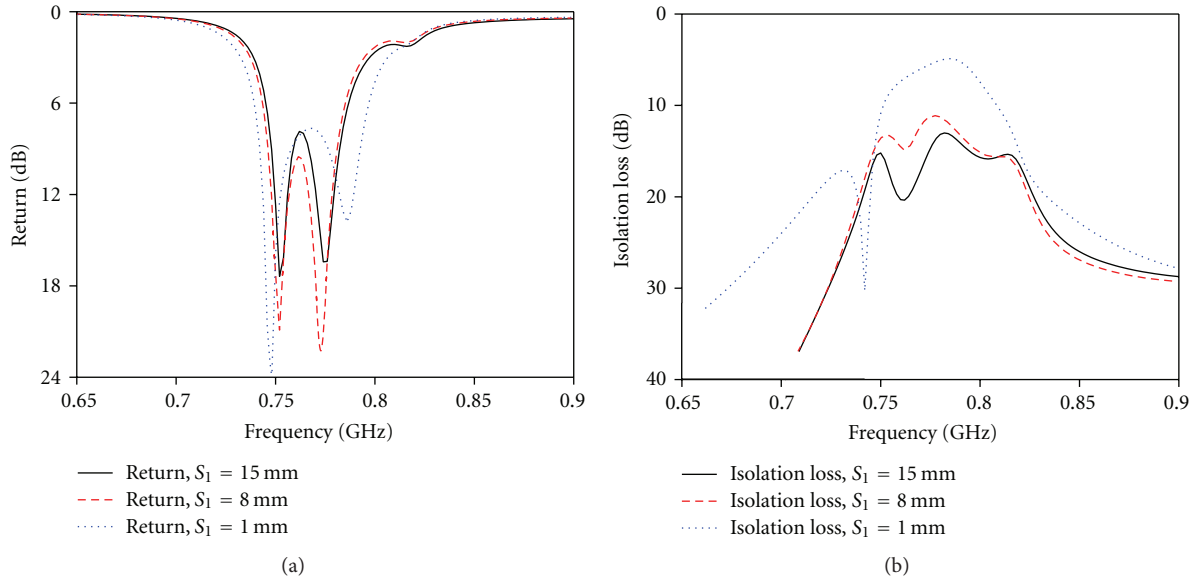 0
6
12
18
24
Return (dB)
0.65 0.7 0.75 0.8 0.85 0.9
Frequency (GHz)
Return, S₁ = 15 mm
Return, S₁ = 8 mm
Return, S₁ = 1 mm
(a)
0
10
20
30
40
Isolation loss (dB)
0.65 0.7 0.75 0.8 0.85 0.9
Frequency (GHz)
Isolation loss, S₁ = 15 mm
Isolation loss, S₁ = 8 mm
Isolation loss, S₁ = 1 mm
(b)